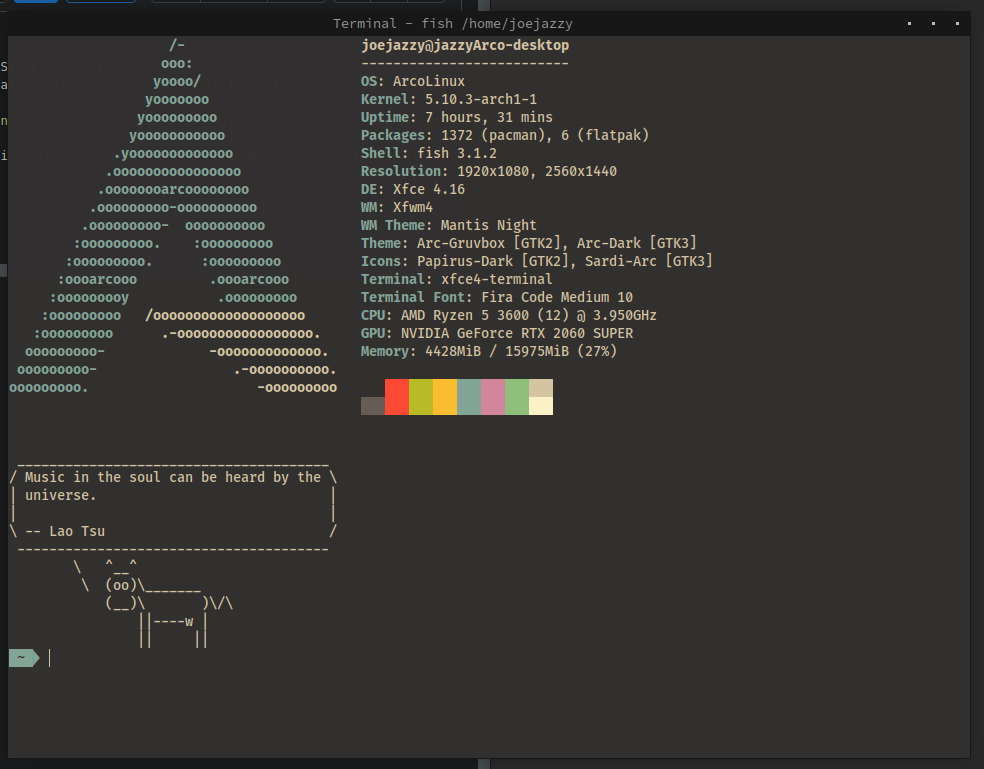 Terminal - fish /home/joejazzy
joejazzy@jazzyArco-desktop
--------------------------
OS: ArcoLinux
Kernel: 5.10.3-arch1-1
Uptime: 7 hours, 31 mins
Packages: 1372 (pacman), 6 (flatpak)
Shell: fish 3.1.2
Resolution: 1920x1080, 2560x1440
DE: Xfce 4.16
WM: Xfwm4
WM Theme: Mantis Night
Theme: Arc-Gruvbox [GTK2], Arc-Dark [GTK3]
Icons: Papirus-Dark [GTK2], Sardi-Arc [GTK3]
Terminal: xfce4-terminal
Terminal Font: Fira Code Medium 10
CPU: AMD Ryzen 5 3600 (12) @ 3.950GHz
GPU: NVIDIA GeForce RTX 2060 SUPER
Memory: 4428MiB / 15975MiB (27%)
/-
ooo:
yoooo/
yooooooo
yooooooooo
yooooooooooo
.yooooooooooooo
.oooooooooooooooo
.ooooooooarcoooooooo
.ooooooooo-oooooooooo
.ooooooooo-  oooooooooo
:ooooooooo.    :ooooooooo
:ooooooooo.      :ooooooooo
:oooarcooo         .oooarcooo
:ooooooooy           .ooooooooo
:ooooooooo   /ooooooooooooooooooo
:ooooooooo      .-ooooooooooooooooo.
ooooooooo-             -ooooooooooooo.
ooooooooo-                 .-ooooooooooo.
ooooooooo.                     -ooooooooo
 _______________________________________
/ Music in the soul can be heard by the \
| universe.                             |
|                                       |
\ -- Lao Tsu                            /
 ---------------------------------------
        \   ^__^
         \  (oo)\_______
            (__)\       )\/\
                ||----w |
                ||     ||
~